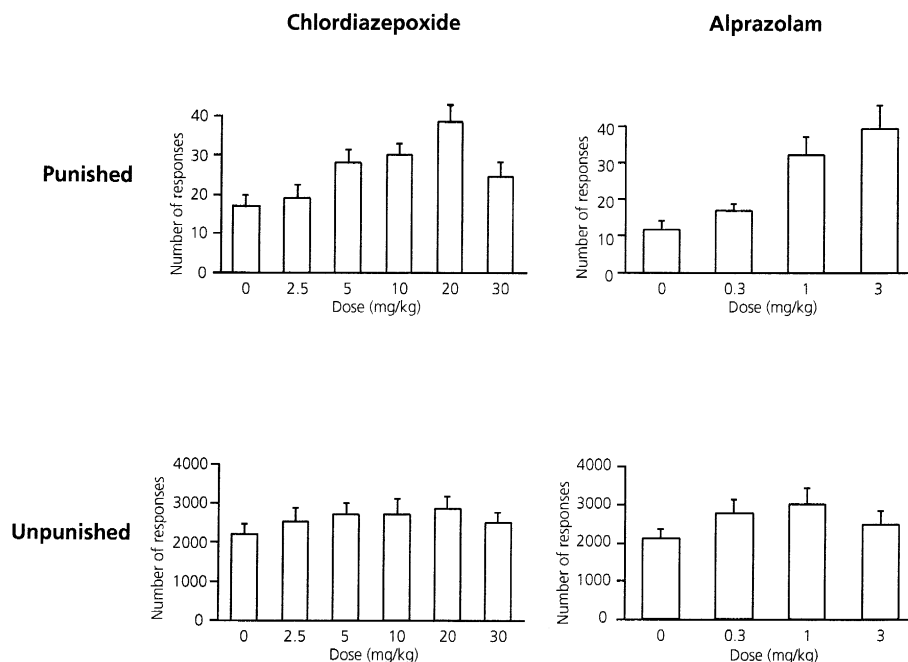 Chlordiazepoxide
Alprazolam
Punished
Number of responses
40
30
20
10
0
0 2.5 5 10 20 30
Dose (mg/kg)
Number of responses
40
30
20
10
0
0 0.3 1 3
Dose (mg/kg)
Unpunished
Number of responses
4000
3000
2000
1000
0
0 2.5 5 10 20 30
Dose (mg/kg)
Number of responses
4000
3000
2000
1000
0
0 0.3 1 3
Dose (mg/kg)